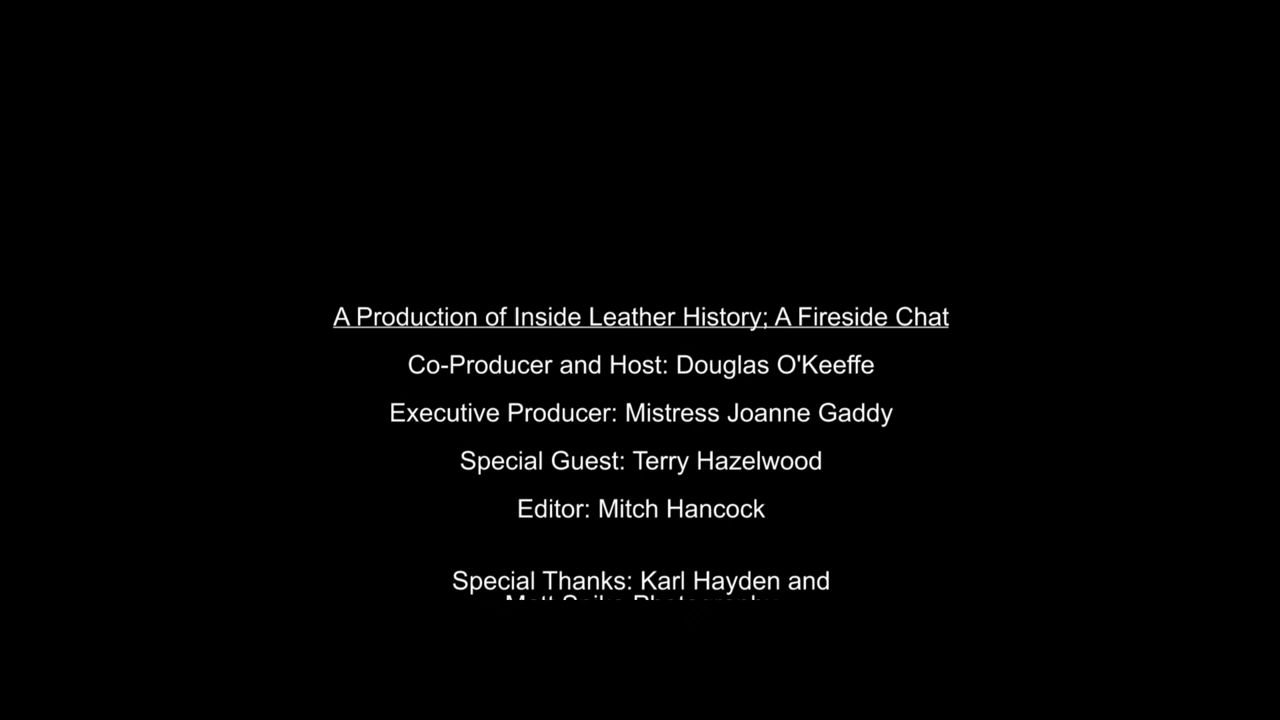 A Production of Inside Leather History; A Fireside Chat
Co-Producer and Host: Douglas O'Keeffe
Executive Producer: Mistress Joanne Gaddy
Special Guest: Terry Hazelwood
Editor: Mitch Hancock
Special Thanks: Karl Hayden and